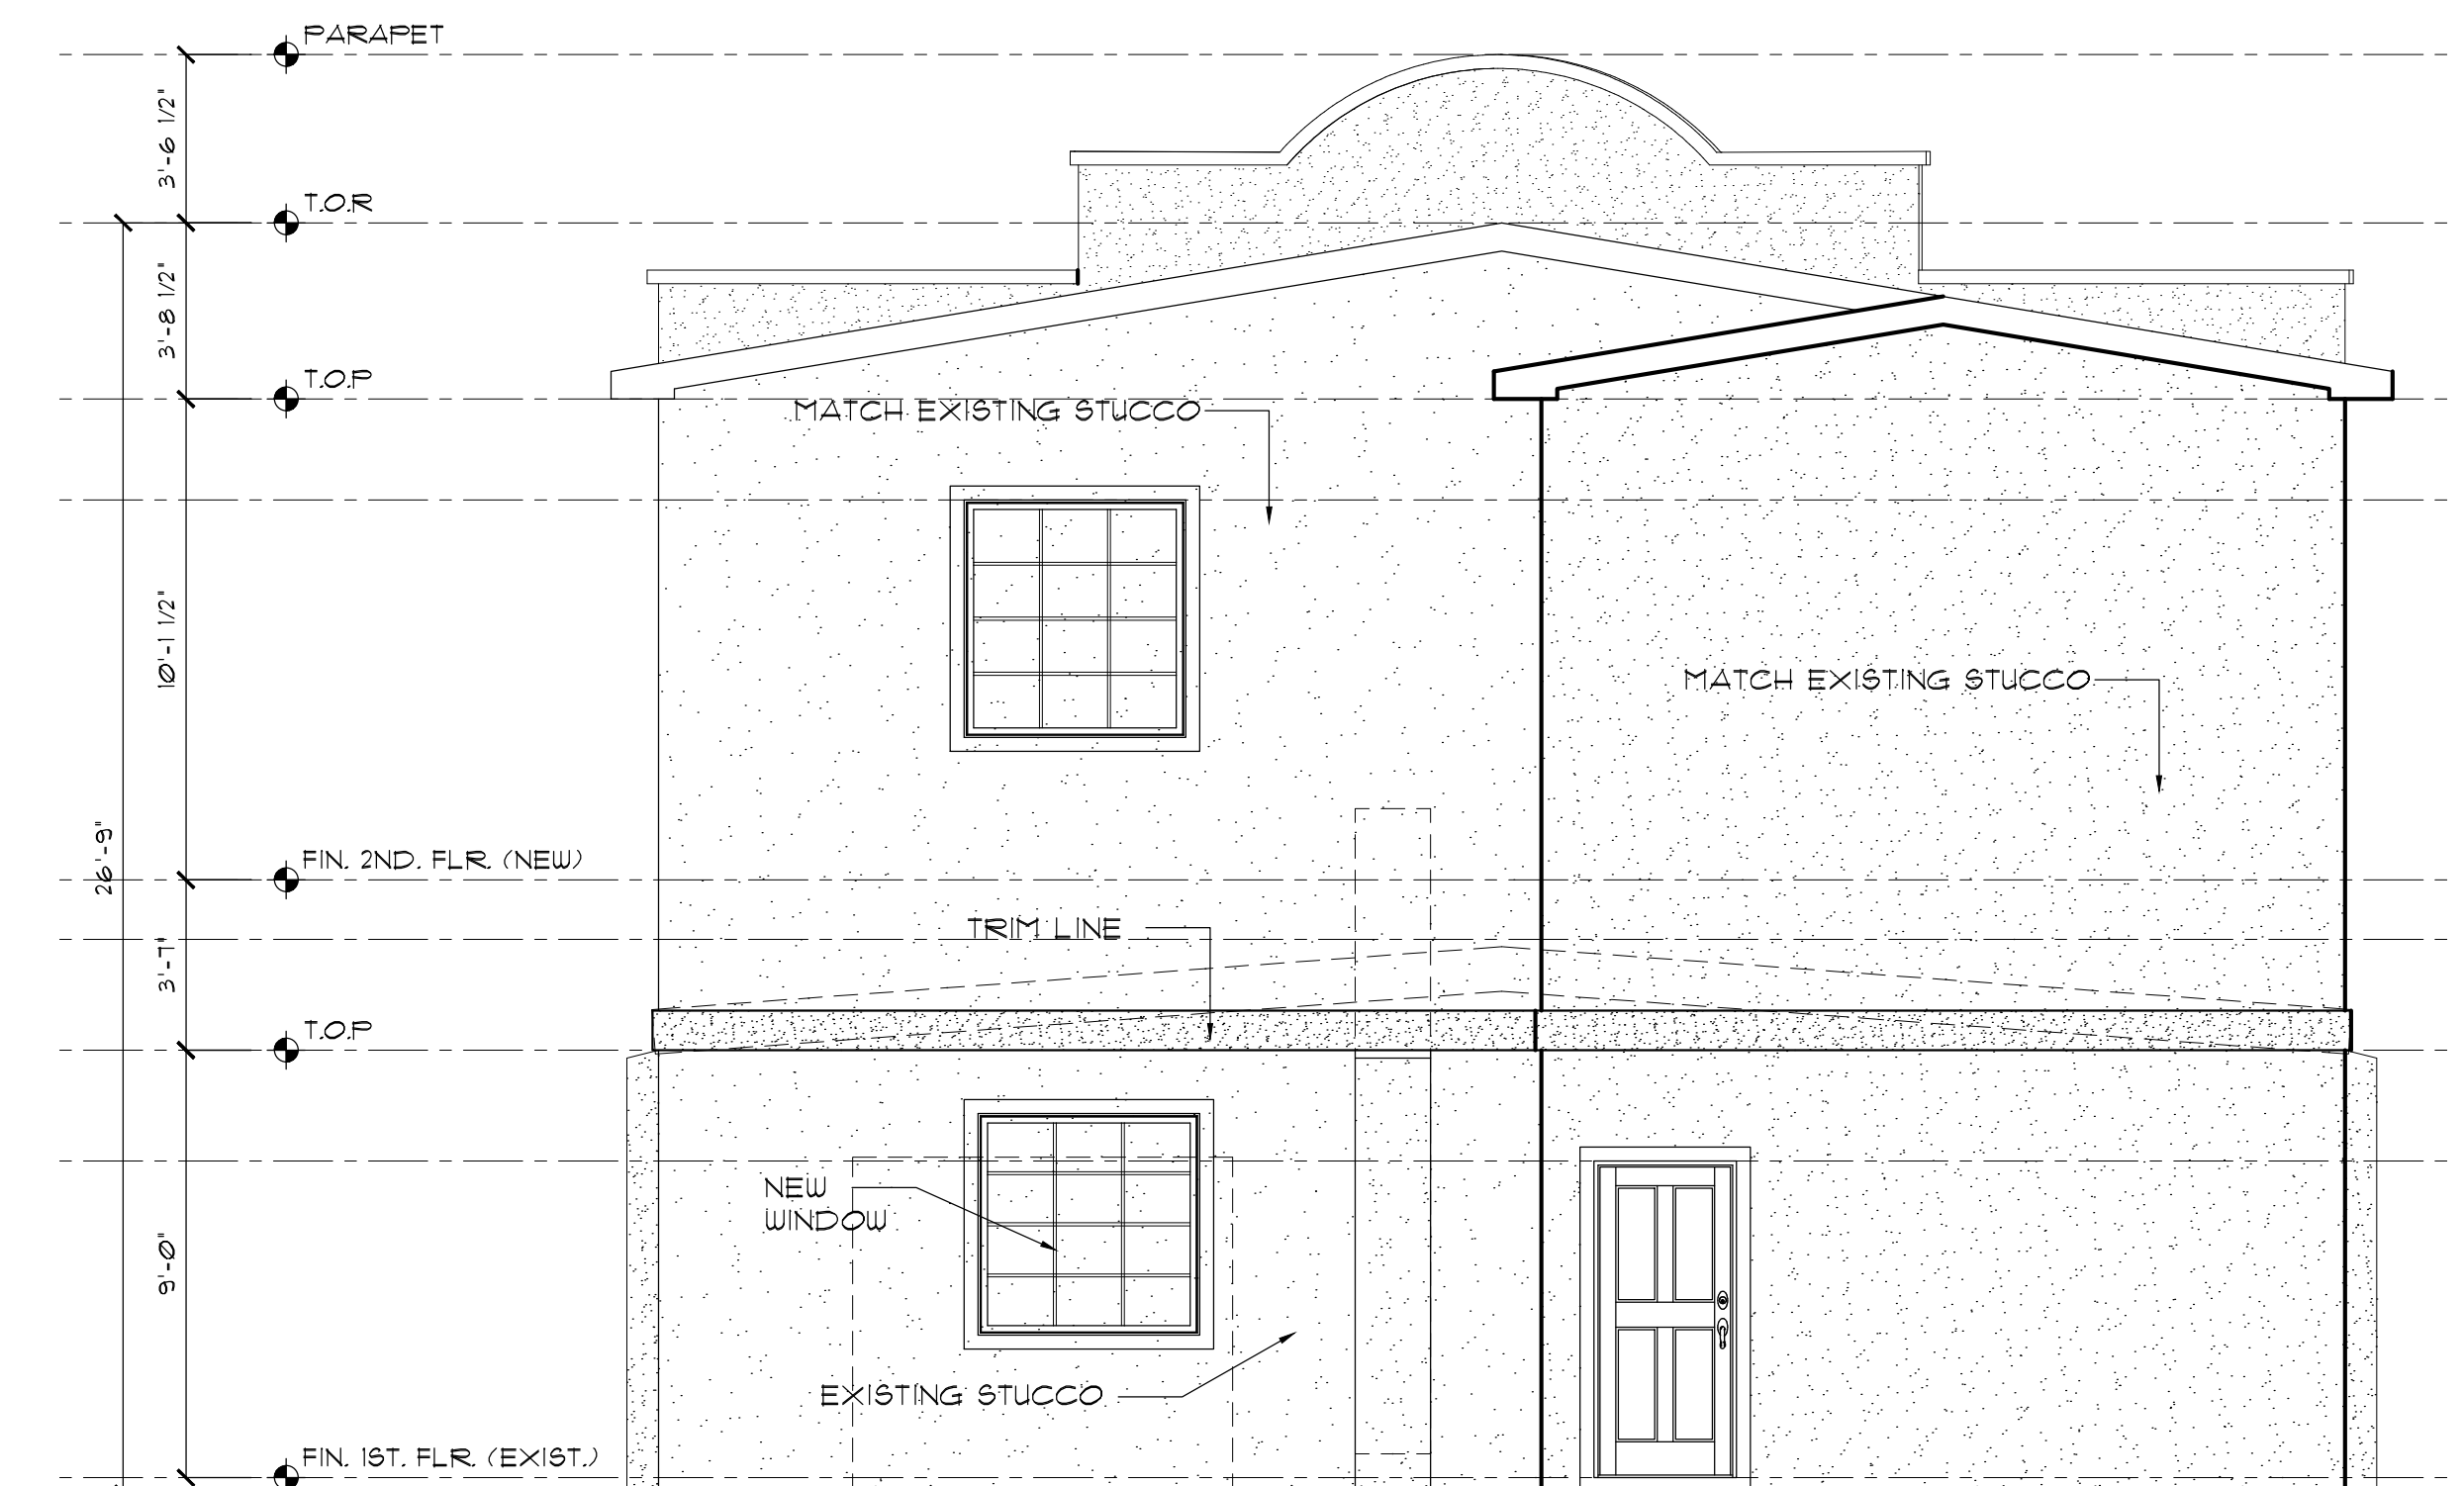 PARAPET
3'-6 1/2"
T.O.R
3'-8 1/2"
T.O.P
MATCH EXISTING STUCCO
10'-1 1/2"
MATCH EXISTING STUCCO
26'-9"
FIN. 2ND. FLR. (NEW)
TRIM LINE
3'-7"
T.O.P
NEW
WINDOW
9'-0"
EXISTING STUCCO
FIN. 1ST. FLR. (EXIST.)